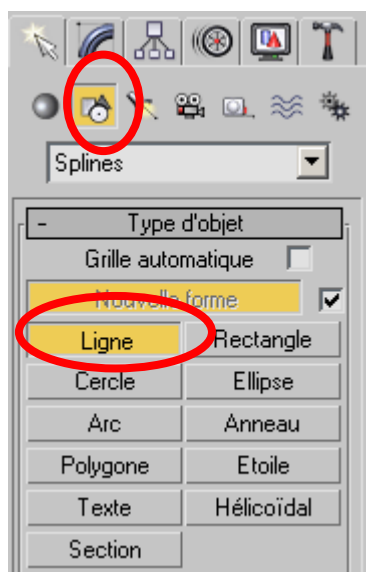 Splines
- Type d'objet
Grille automatique
Nouvelle forme
Ligne Rectangle
Cercle Ellipse
Arc Anneau
Polygone Etoile
Texte Hélicoïdal
Section